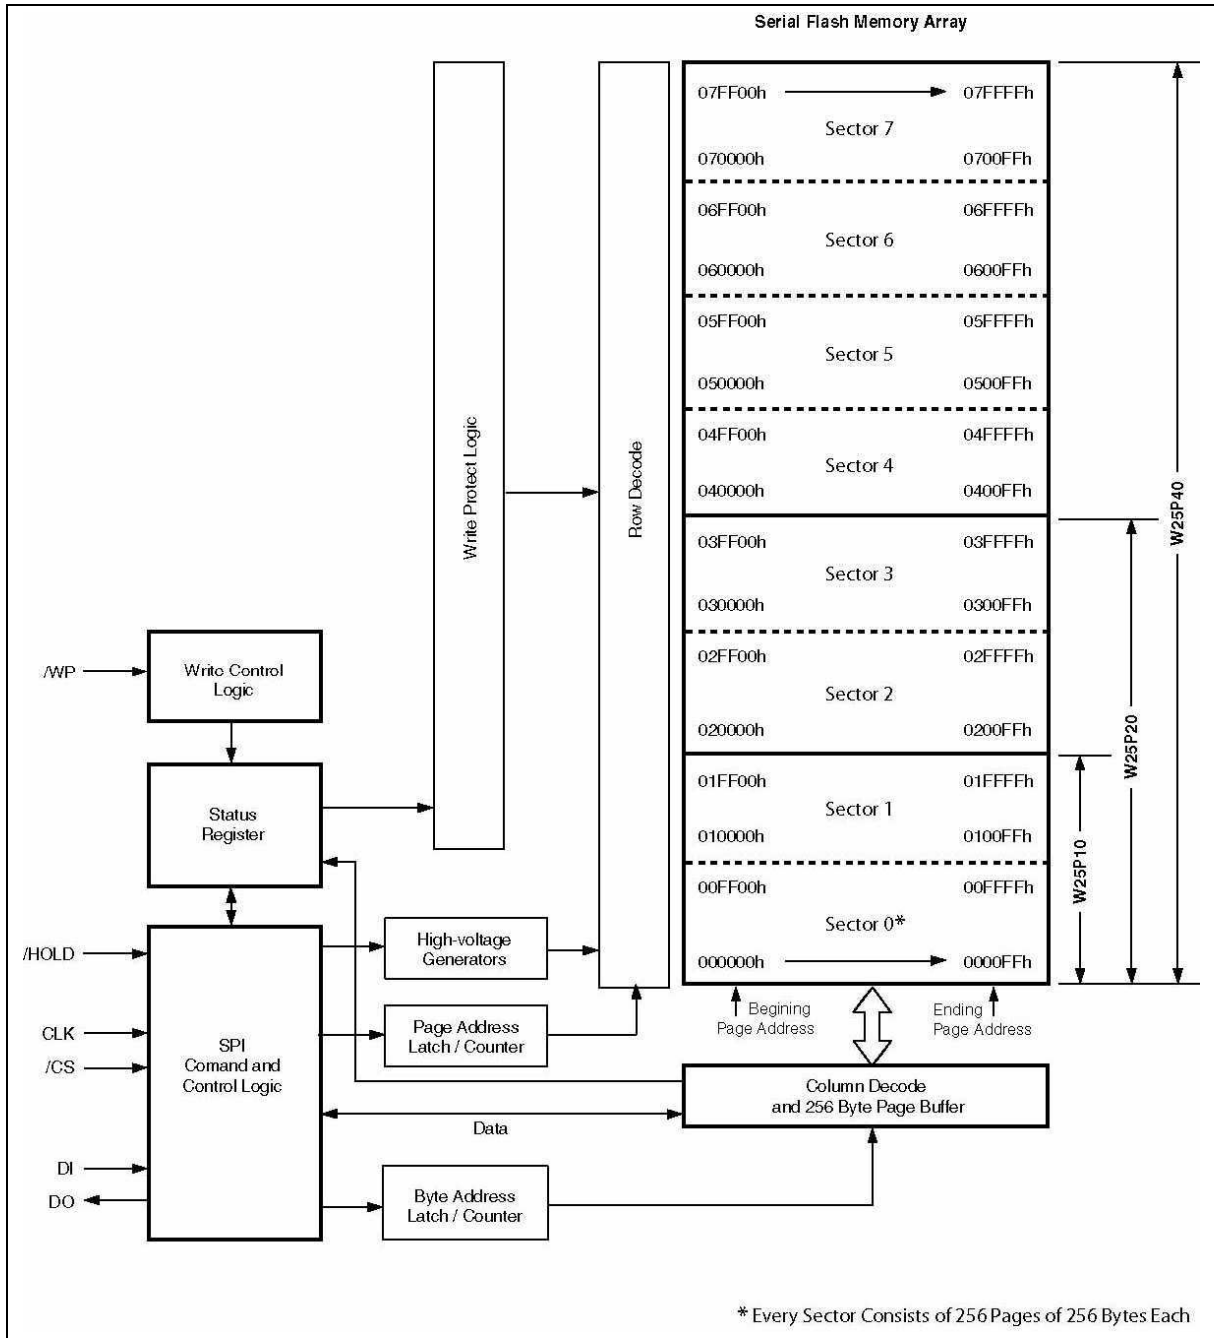 Serial Flash Memory Array
07FF00h 07FFFFh
Sector 7
070000h 0700FFh
06FF00h 06FFFFh
Sector 6
060000h 0600FFh
05FF00h 05FFFFh
Sector 5
050000h 0500FFh
04FF00h 04FFFFh
Sector 4
040000h 0400FFh
03FF00h 03FFFFh
Sector 3
030000h 0300FFh
02FF00h 02FFFFh
Sector 2
020000h 0200FFh
01FF00h 01FFFFh
Sector 1
010000h 0100FFh
00FF00h 00FFFFh
Sector 0*
000000h 0000FFh
Begining
Page Address
Ending
Page Address
W25P40
W25P20
W25P10
Write Protect Logic
Row Decode
/WP
Write Control
Logic
Status
Register
/HOLD
CLK
/CS
DI
DO
SPI
Comand and
Control Logic
High-voltage
Generators
Page Address
Latch / Counter
Column Decode
and 256 Byte Page Buffer
Data
Byte Address
Latch / Counter
* Every Sector Consists of 256 Pages of 256 Bytes Each